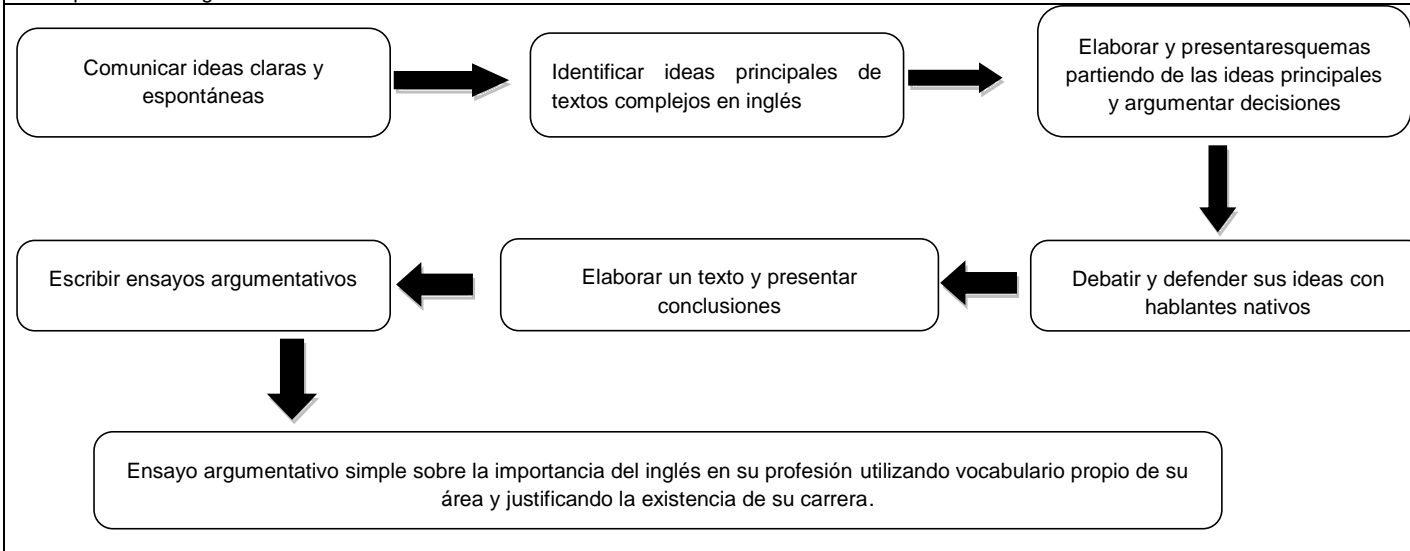 Comunicar ideas claras y
espontáneas
Identificar ideas principales de
textos complejos en inglés
Elaborar y presentaresquemas
partiendo de las ideas principales
y argumentar decisiones
Debatir y defender sus ideas con
hablantes nativos
Elaborar un texto y presentar
conclusiones
Escribir ensayos argumentativos
Ensayo argumentativo simple sobre la importancia del inglés en su profesión utilizando vocabulario propio de su
área y justificando la existencia de su carrera.